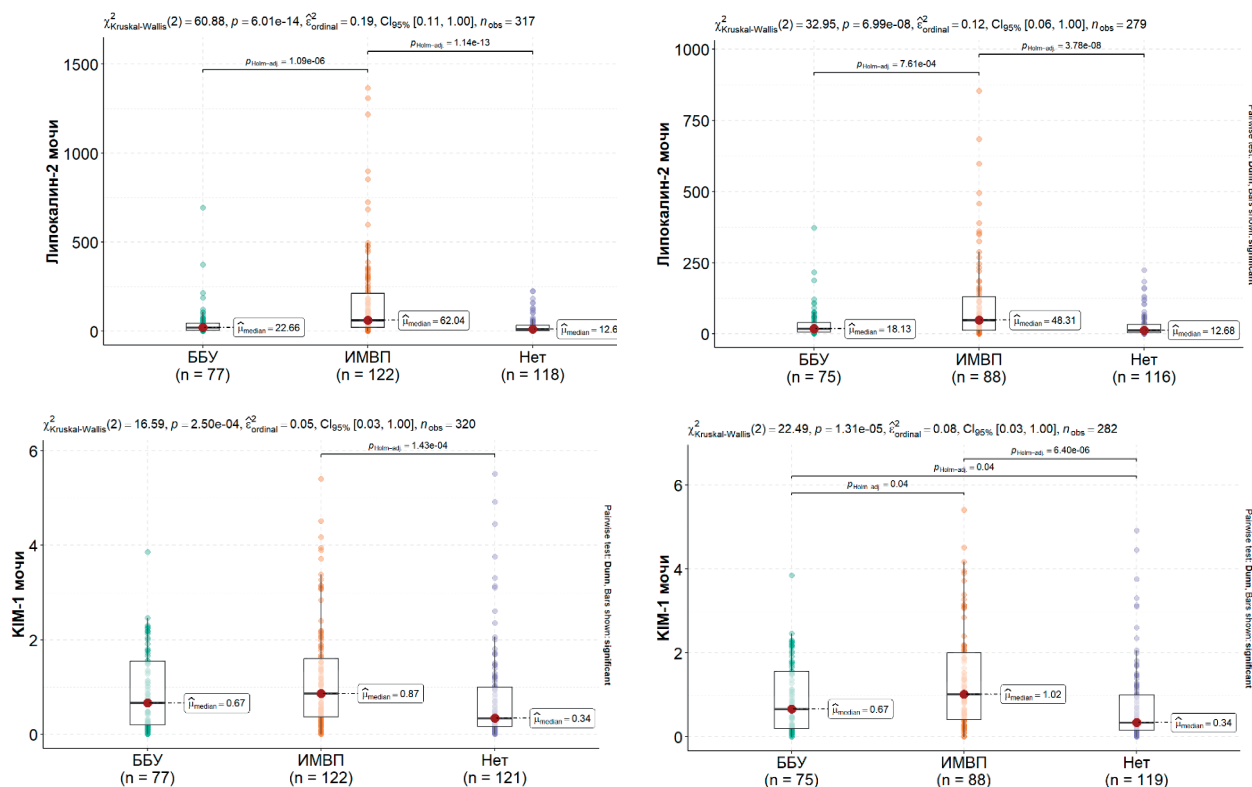 χ²Kruskal-Wallis(2) = 60.88, p = 6.01e-14, ε̂²ordinal = 0.19, CI95% [0.11, 1.00], nobs = 317
pHolm-adj. = 1.14e-13
pHolm-adj. = 1.09e-06
1500
1000
500
0
Липокалин-2 мочи
μ̂median = 22.66
μ̂median = 62.04
μ̂median = 12.6
ББУ
(n = 77)
ИМВП
(n = 122)
Нет
(n = 118)
χ²Kruskal-Wallis(2) = 32.95, p = 6.99e-08, ε̂²ordinal = 0.12, CI95% [0.06, 1.00], nobs = 279
pHolm-adj. = 3.78e-08
pHolm-adj. = 7.61e-04
1000
750
500
250
0
Липокалин-2 мочи
μ̂median = 18.13
μ̂median = 48.31
μ̂median = 12.68
ББУ
(n = 75)
ИМВП
(n = 88)
Нет
(n = 116)
Pairwise test: Dunn, Bars shown: significant
χ²Kruskal-Wallis(2) = 16.59, p = 2.50e-04, ε̂²ordinal = 0.05, CI95% [0.03, 1.00], nobs = 320
pHolm-adj. = 1.43e-04
6
4
2
0
KIM-1 мочи
μ̂median = 0.67
μ̂median = 0.87
μ̂median = 0.34
ББУ
(n = 77)
ИМВП
(n = 122)
Нет
(n = 121)
Pairwise test: Dunn, Bars shown: significant
χ²Kruskal-Wallis(2) = 22.49, p = 1.31e-05, ε̂²ordinal = 0.08, CI95% [0.03, 1.00], nobs = 282
pHolm-adj. = 6.40e-06
pHolm-adj. = 0.04
pHolm-adj. = 0.04
6
4
2
0
KIM-1 мочи
μ̂median = 0.67
μ̂median = 1.02
μ̂median = 0.34
ББУ
(n = 75)
ИМВП
(n = 88)
Нет
(n = 119)
Pairwise test: Dunn, Bars shown: significant